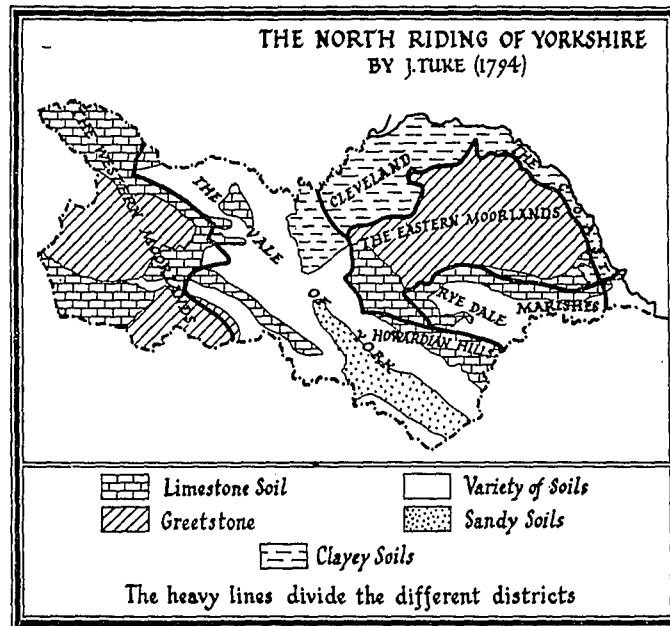 THE NORTH RIDING OF YORKSHIRE
BY J. TUKE (1794)
THE WESTERN MOORLANDS
THE VALE OF YORK
CLEVELAND
THE COAST
THE EASTERN MOORLANDS
RYE DALE
MARISHES
HOWARDIAN HILLS
Limestone Soil
Variety of Soils
Greetstone
Sandy Soils
Clayey Soils
The heavy lines divide the different districts